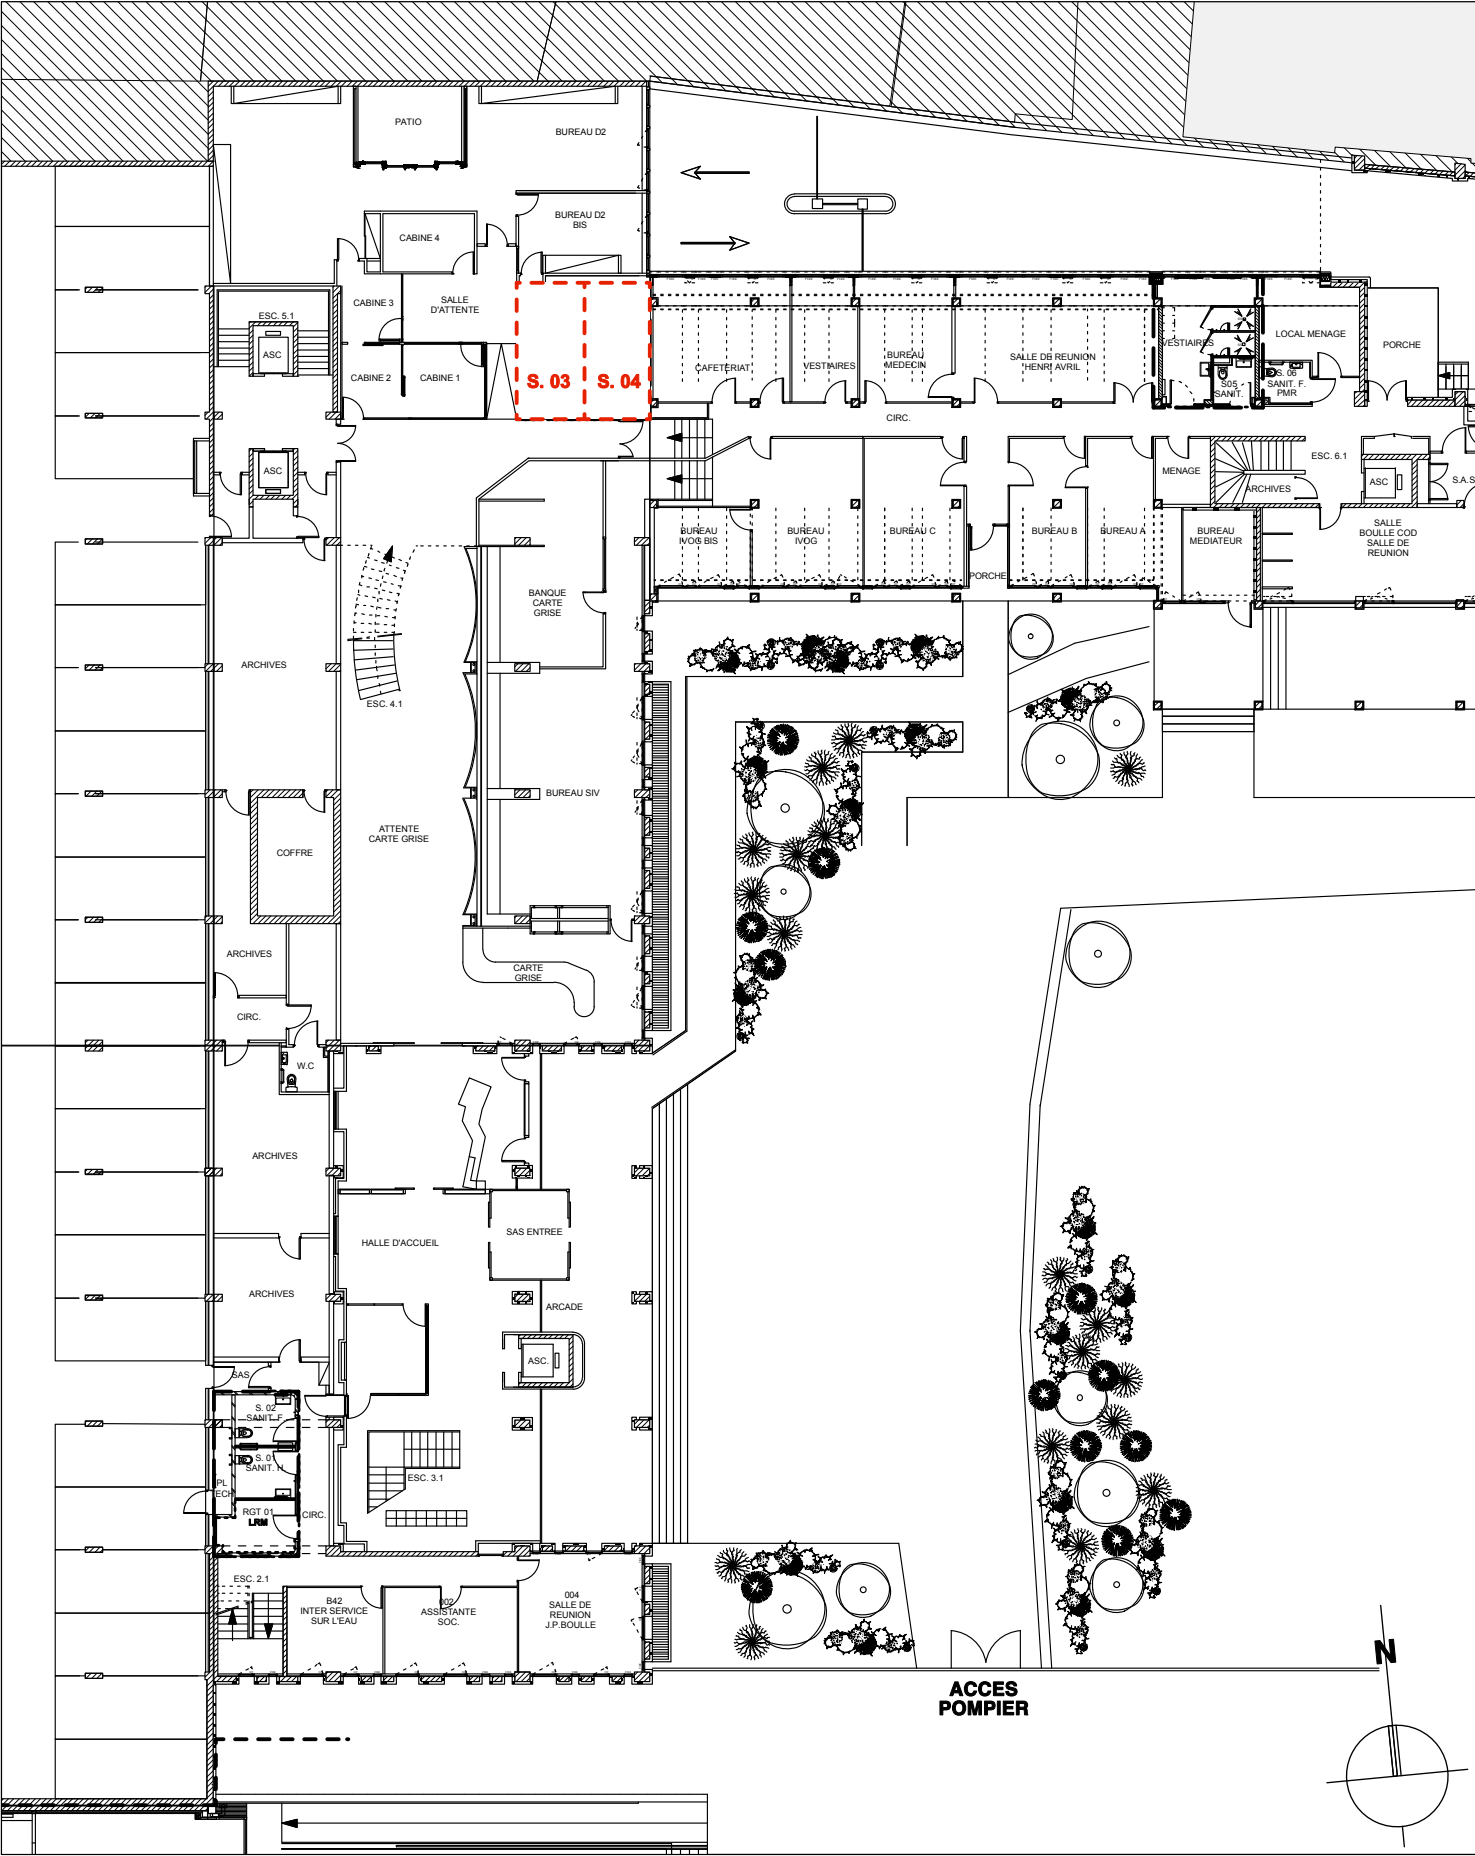 PATIO
BUREAU D2
BUREAU D2
BIS
CABINE 4
CABINE 3
SALLE
D'ATTENTE
ESC. 5.1
ASC
CABINE 2
CABINE 1
S. 03
S. 04
CAFETERIAT
VESTIAIRES
BUREAU
MEDECIN
SALLE DE REUNION
HENRI AVRIL
VESTIAIRES
LOCAL MENAGE
PORCHE
S05
SANIT.
S. 06
SANIT. F.
PMR
CIRC.
ASC
MENAGE
ESC. 6.1
ARCHIVES
ASC
S.A.S
BUREAU
IVOG BIS
BUREAU
IVOG
BUREAU C
BUREAU B
BUREAU A
BUREAU
MEDIATEUR
SALLE
BOULLE COD
SALLE DE
REUNION
PORCHE
BANQUE
CARTE
GRISE
ARCHIVES
ESC. 4.1
BUREAU SIV
ATTENTE
CARTE GRISE
COFFRE
ARCHIVES
CARTE
GRISE
CIRC.
W.C
ARCHIVES
HALLE D'ACCUEIL
SAS ENTREE
ARCHIVES
ARCADE
ASC.
SAS
S. 02
SANIT. F.
S. 01
SANIT. H.
PL
ECH
ESC. 3.1
RGT 01
LRM
CIRC.
ESC. 2.1
B42
INTER SERVICE
SUR L'EAU
002
ASSISTANTE
SOC.
004
SALLE DE
REUNION
J.P.BOULLE
ACCES
POMPIER
N